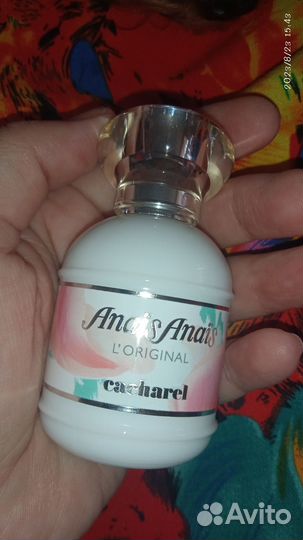 2023/8/23 15:43
Anaïs Anaïs
L'ORIGINAL
cacharel
Avito